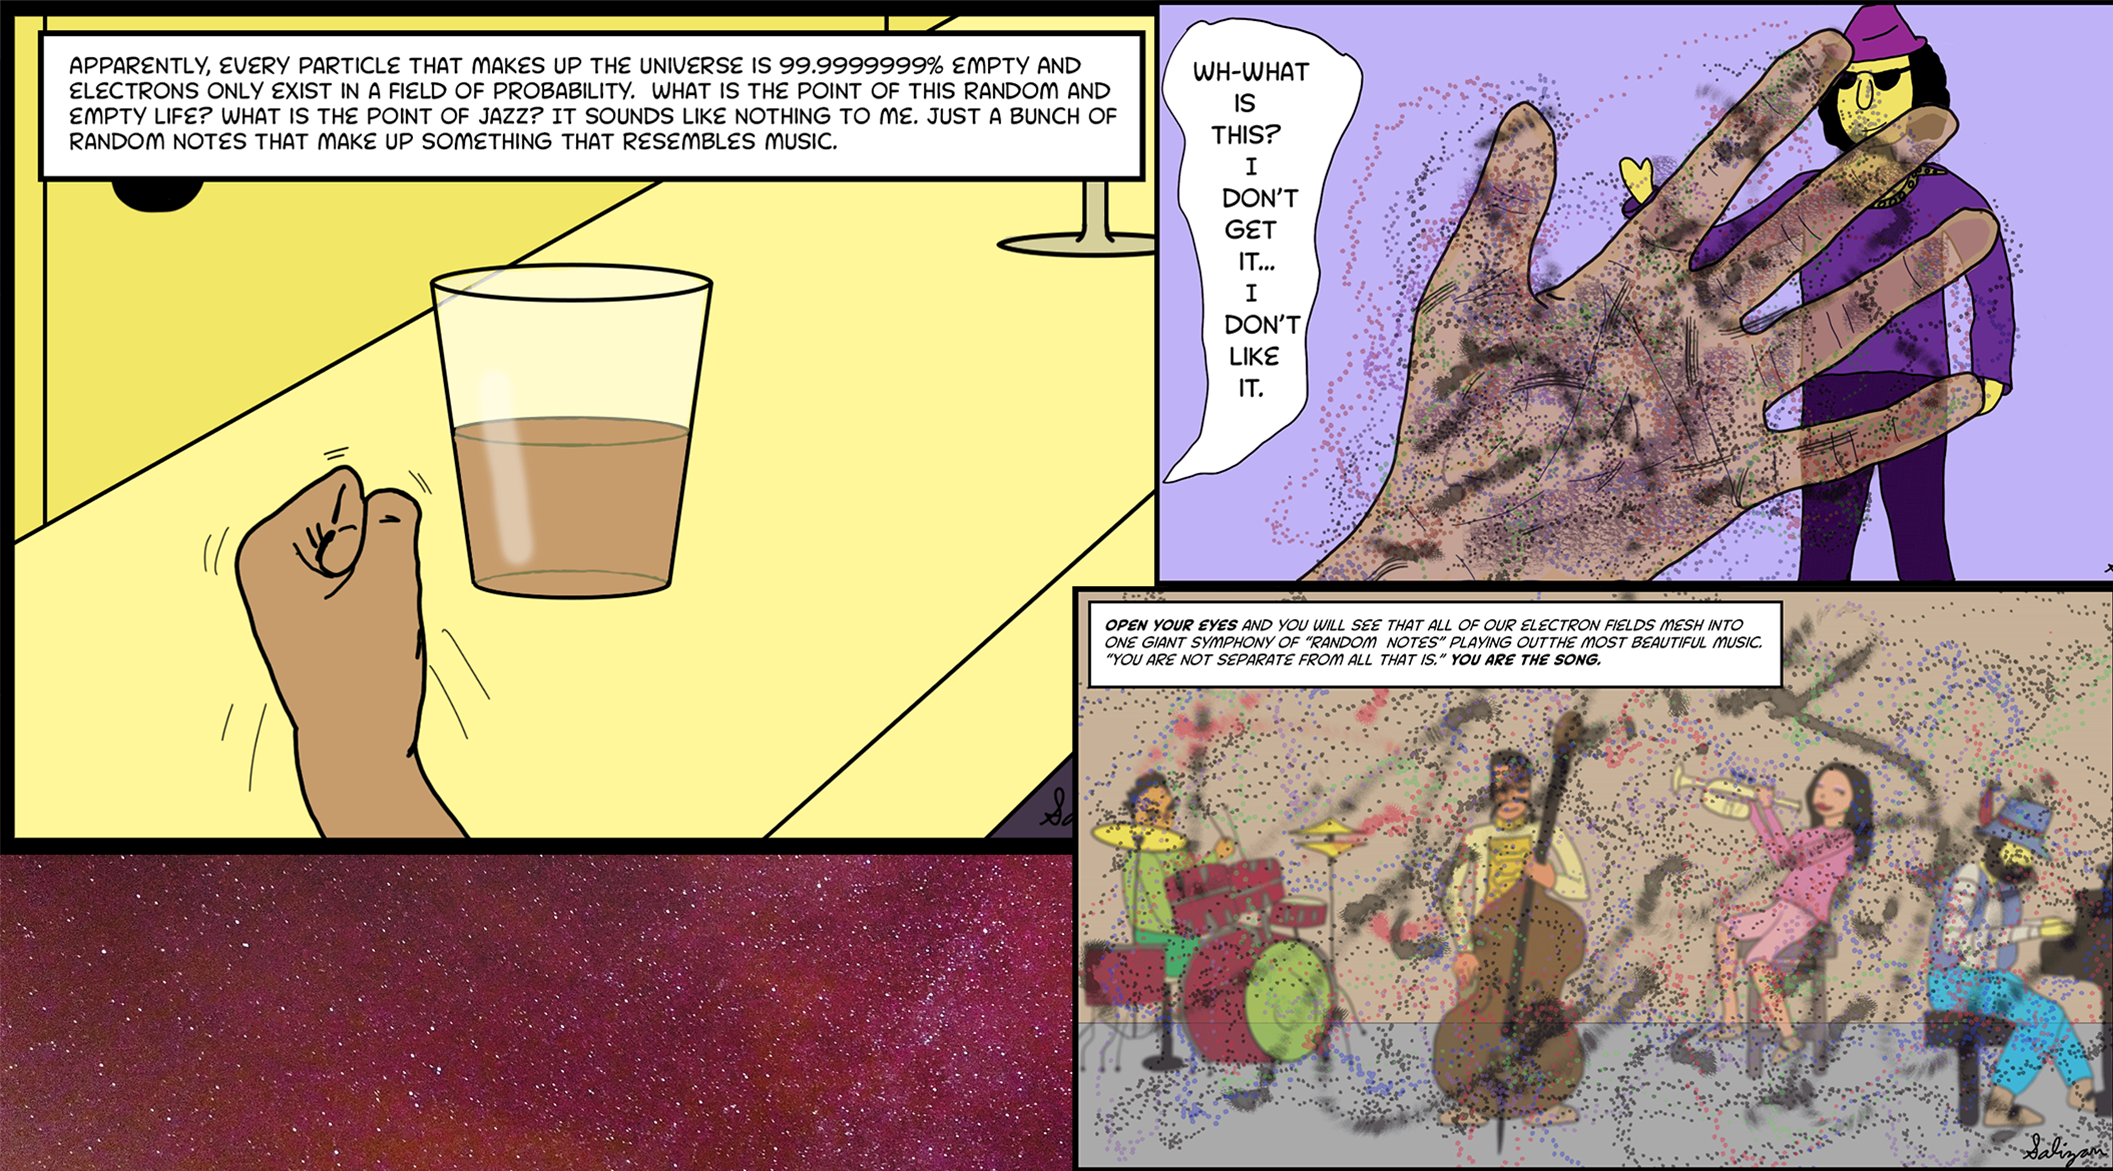 APPARENTLY, EVERY PARTICLE THAT MAKES UP THE UNIVERSE IS 99.9999999% EMPTY AND
ELECTRONS ONLY EXIST IN A FIELD OF PROBABILITY. WHAT IS THE POINT OF THIS RANDOM AND
EMPTY LIFE? WHAT IS THE POINT OF JAZZ? IT SOUNDS LIKE NOTHING TO ME. JUST A BUNCH OF
RANDOM NOTES THAT MAKE UP SOMETHING THAT RESEMBLES MUSIC.
WH-WHAT
IS
THIS?
I
DON'T
GET
IT...
I
DON'T
LIKE
IT.
OPEN YOUR EYES AND YOU WILL SEE THAT ALL OF OUR ELECTRON FIELDS MESH INTO
ONE GIANT SYMPHONY OF "RANDOM NOTES" PLAYING OUTTHE MOST BEAUTIFUL MUSIC.
"YOU ARE NOT SEPARATE FROM ALL THAT IS." YOU ARE THE SONG.